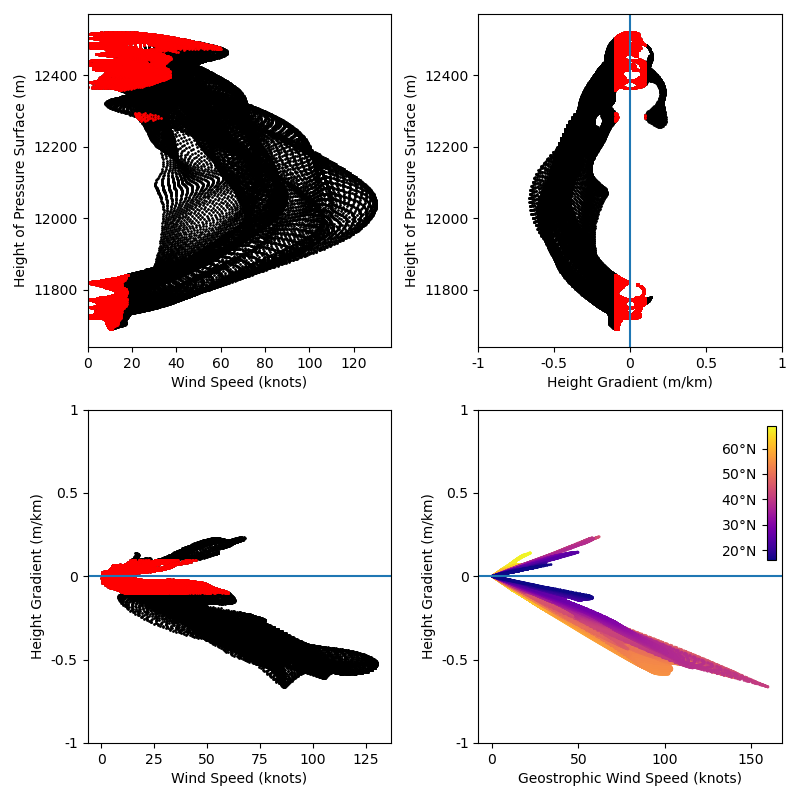 Height of Pressure Surface (m)
12400
12200
12000
11800
0 20 40 60 80 100 120
Wind Speed (knots)
Height of Pressure Surface (m)
12400
12200
12000
11800
-1 -0.5 0 0.5 1
Height Gradient (m/km)
Height Gradient (m/km)
1
0.5
0
-0.5
-1
0 25 50 75 100 125
Wind Speed (knots)
Height Gradient (m/km)
1
0.5
0
-0.5
-1
60°N
50°N
40°N
30°N
20°N
0 50 100 150
Geostrophic Wind Speed (knots)